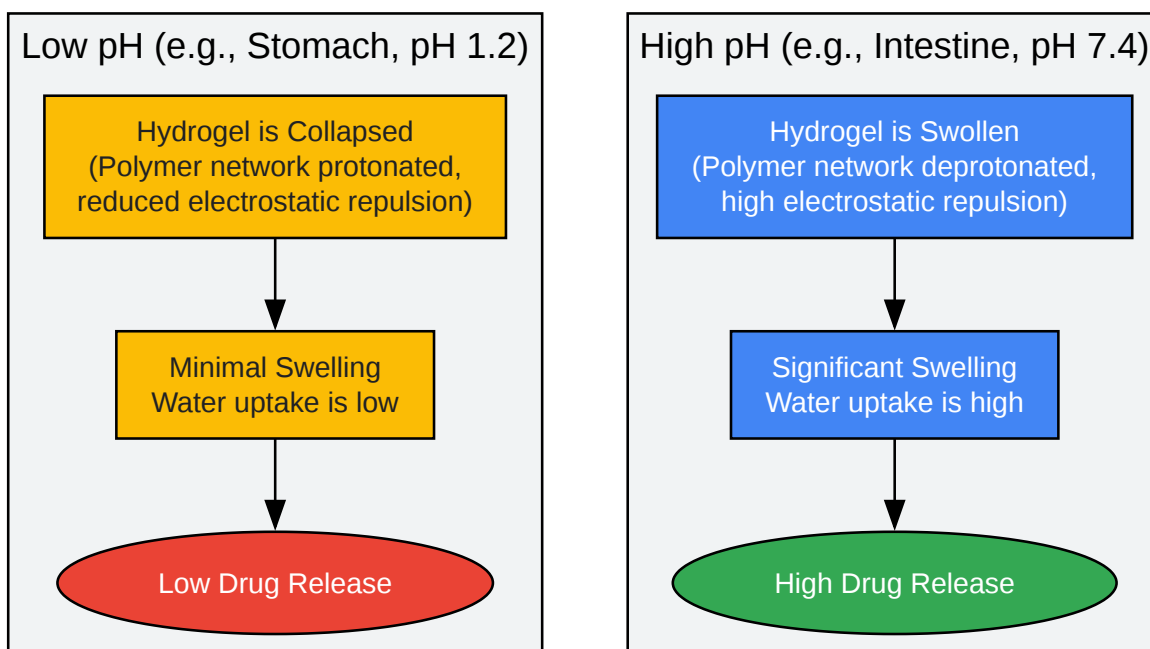 Low pH (e.g., Stomach, pH 1.2)
Hydrogel is Collapsed
(Polymer network protonated,
reduced electrostatic repulsion)
Minimal Swelling
Water uptake is low
Low Drug Release
High pH (e.g., Intestine, pH 7.4)
Hydrogel is Swollen
(Polymer network deprotonated,
high electrostatic repulsion)
Significant Swelling
Water uptake is high
High Drug Release